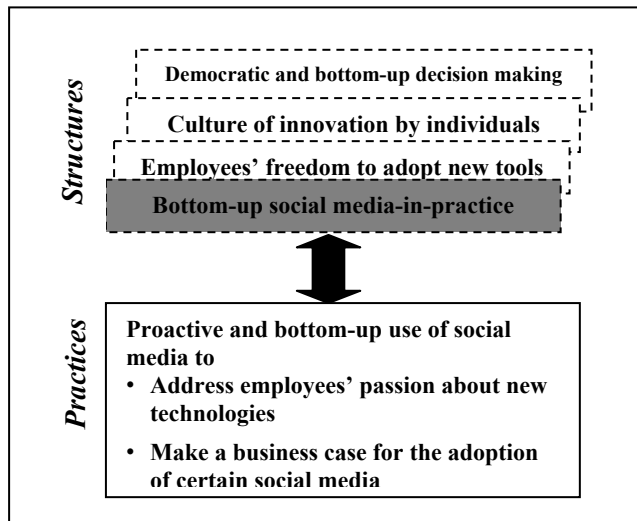 Structures
Democratic and bottom-up decision making
Culture of innovation by individuals
Employees’ freedom to adopt new tools
Bottom-up social media-in-practice
Practices
Proactive and bottom-up use of social
media to
• Address employees’ passion about new
technologies
• Make a business case for the adoption
of certain social media